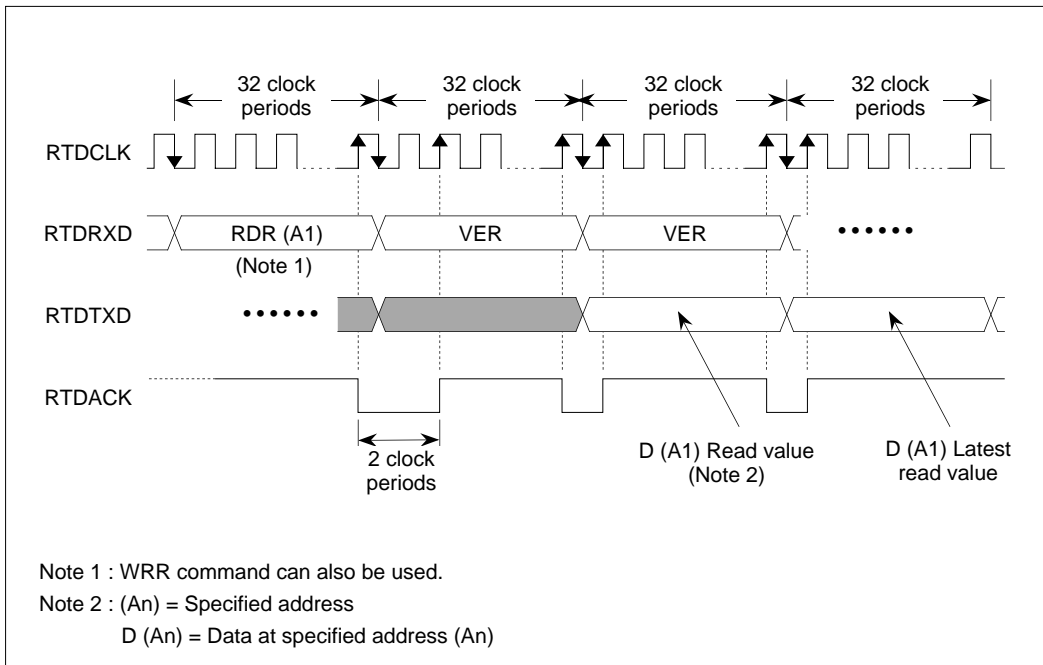 32 clock periods
32 clock periods
32 clock periods
32 clock periods
RTDCLK
RTDRXD
RDR (A1)
VER
VER
••••••
(Note 1)
RTDTXD
••••••
RTDACK
2 clock periods
D (A1) Read value
(Note 2)
D (A1) Latest
read value
Note 1 : WRR command can also be used.
Note 2 : (An) = Specified address
D (An) = Data at specified address (An)